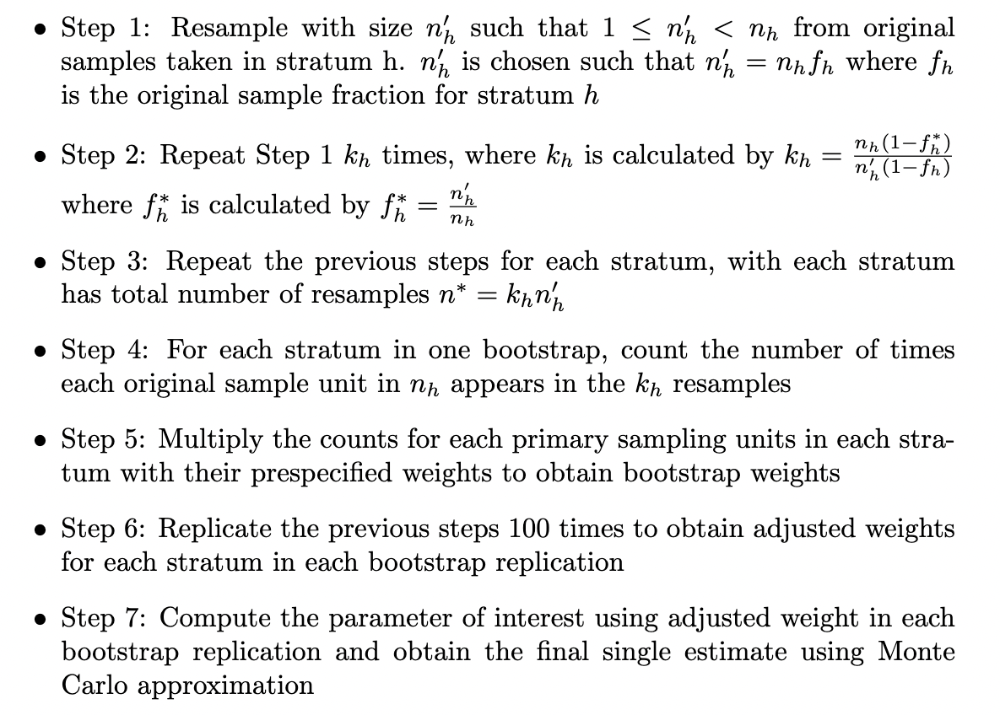 • Step 1: Resample with size n′_h such that 1 ≤ n′_h < n_h from original
samples taken in stratum h. n′_h is chosen such that n′_h = n_h f_h where f_h
is the original sample fraction for stratum h
• Step 2: Repeat Step 1 k_h times, where k_h is calculated by k_h = n_h(1−f*_h) / n′_h(1−f_h)
where f*_h is calculated by f*_h = n′_h / n_h
• Step 3: Repeat the previous steps for each stratum, with each stratum
has total number of resamples n* = k_h n′_h
• Step 4: For each stratum in one bootstrap, count the number of times
each original sample unit in n_h appears in the k_h resamples
• Step 5: Multiply the counts for each primary sampling units in each stra-
tum with their prespecified weights to obtain bootstrap weights
• Step 6: Replicate the previous steps 100 times to obtain adjusted weights
for each stratum in each bootstrap replication
• Step 7: Compute the parameter of interest using adjusted weight in each
bootstrap replication and obtain the final single estimate using Monte
Carlo approximation